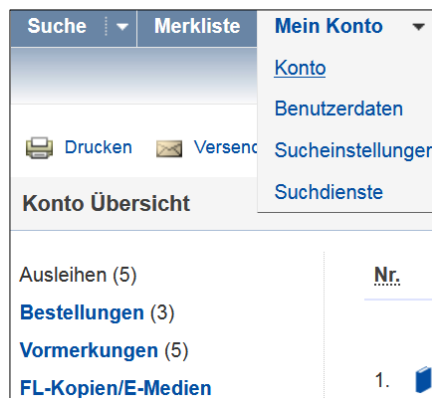 Suche Merkliste Mein Konto
Konto
Benutzerdaten
Drucken Versend Sucheinstellungen
Suchdienste
Konto Übersicht
Ausleihen (5) Nr.
Bestellungen (3)
Vormerkungen (5)
FL-Kopien/E-Medien 1.